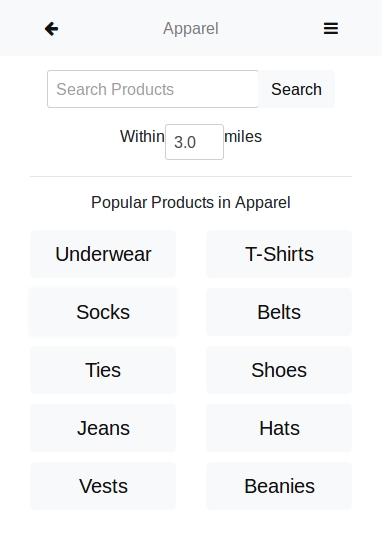 Apparel
Search Products Search
Within 3.0 miles
Popular Products in Apparel
Underwear T-Shirts
Socks Belts
Ties Shoes
Jeans Hats
Vests Beanies